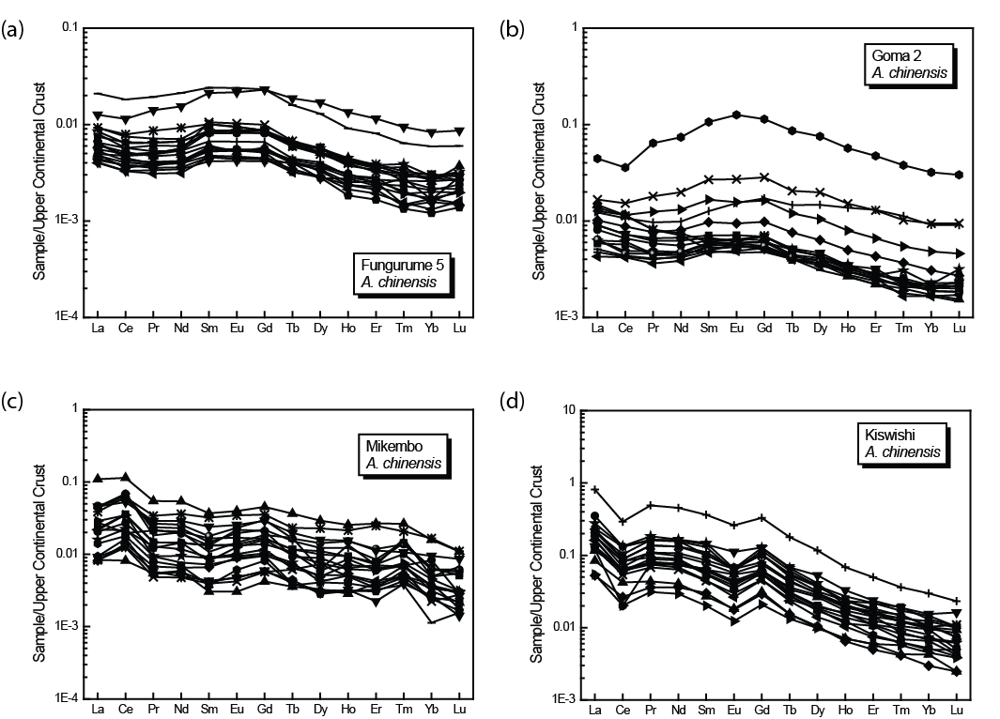 (a)
0.1
0.01
1E-3
1E-4
Sample/Upper Continental Crust
Fungurume 5
A. chinensis
La Ce Pr Nd Sm Eu Gd Tb Dy Ho Er Tm Yb Lu
(b)
1
0.1
0.01
1E-3
Sample/Upper Continental Crust
Goma 2
A. chinensis
La Ce Pr Nd Sm Eu Gd Tb Dy Ho Er Tm Yb Lu
(c)
1
0.1
0.01
1E-3
1E-4
Sample/Upper Continental Crust
Mikembo
A. chinensis
La Ce Pr Nd Sm Eu Gd Tb Dy Ho Er Tm Yb Lu
(d)
10
1
0.1
0.01
1E-3
Sample/Upper Continental Crust
Kiswishi
A. chinensis
La Ce Pr Nd Sm Eu Gd Tb Dy Ho Er Tm Yb Lu